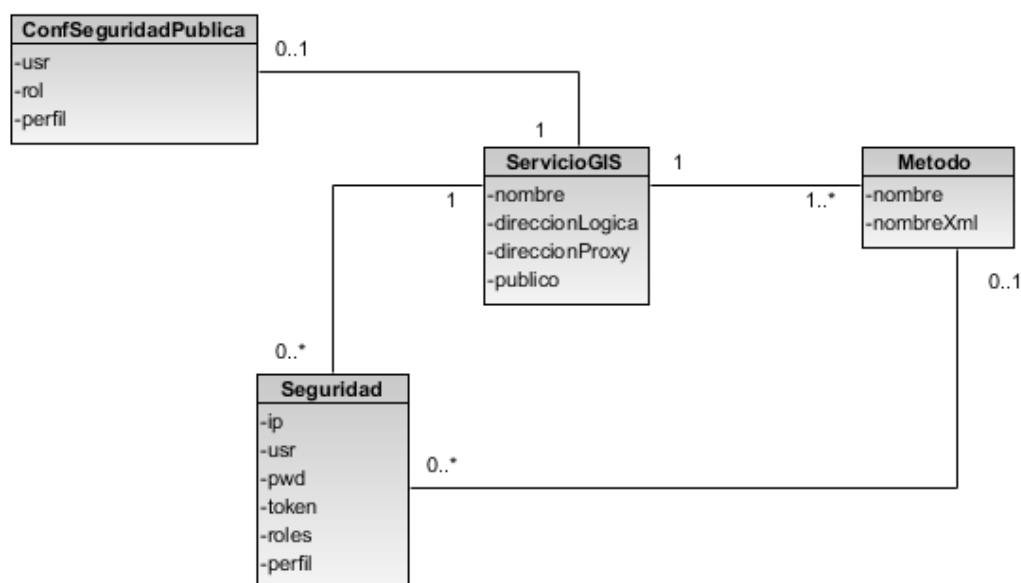 ConfSeguridadPublica
-usr
-rol
-perfil
0..1
1
ServicioGIS
-nombre
-direccionLogica
-direccionProxy
-publico
1
1..*
Metodo
-nombre
-nombreXml
0..1
1
0..*
Seguridad
-ip
-usr
-pwd
-token
-roles
-perfil
0..*